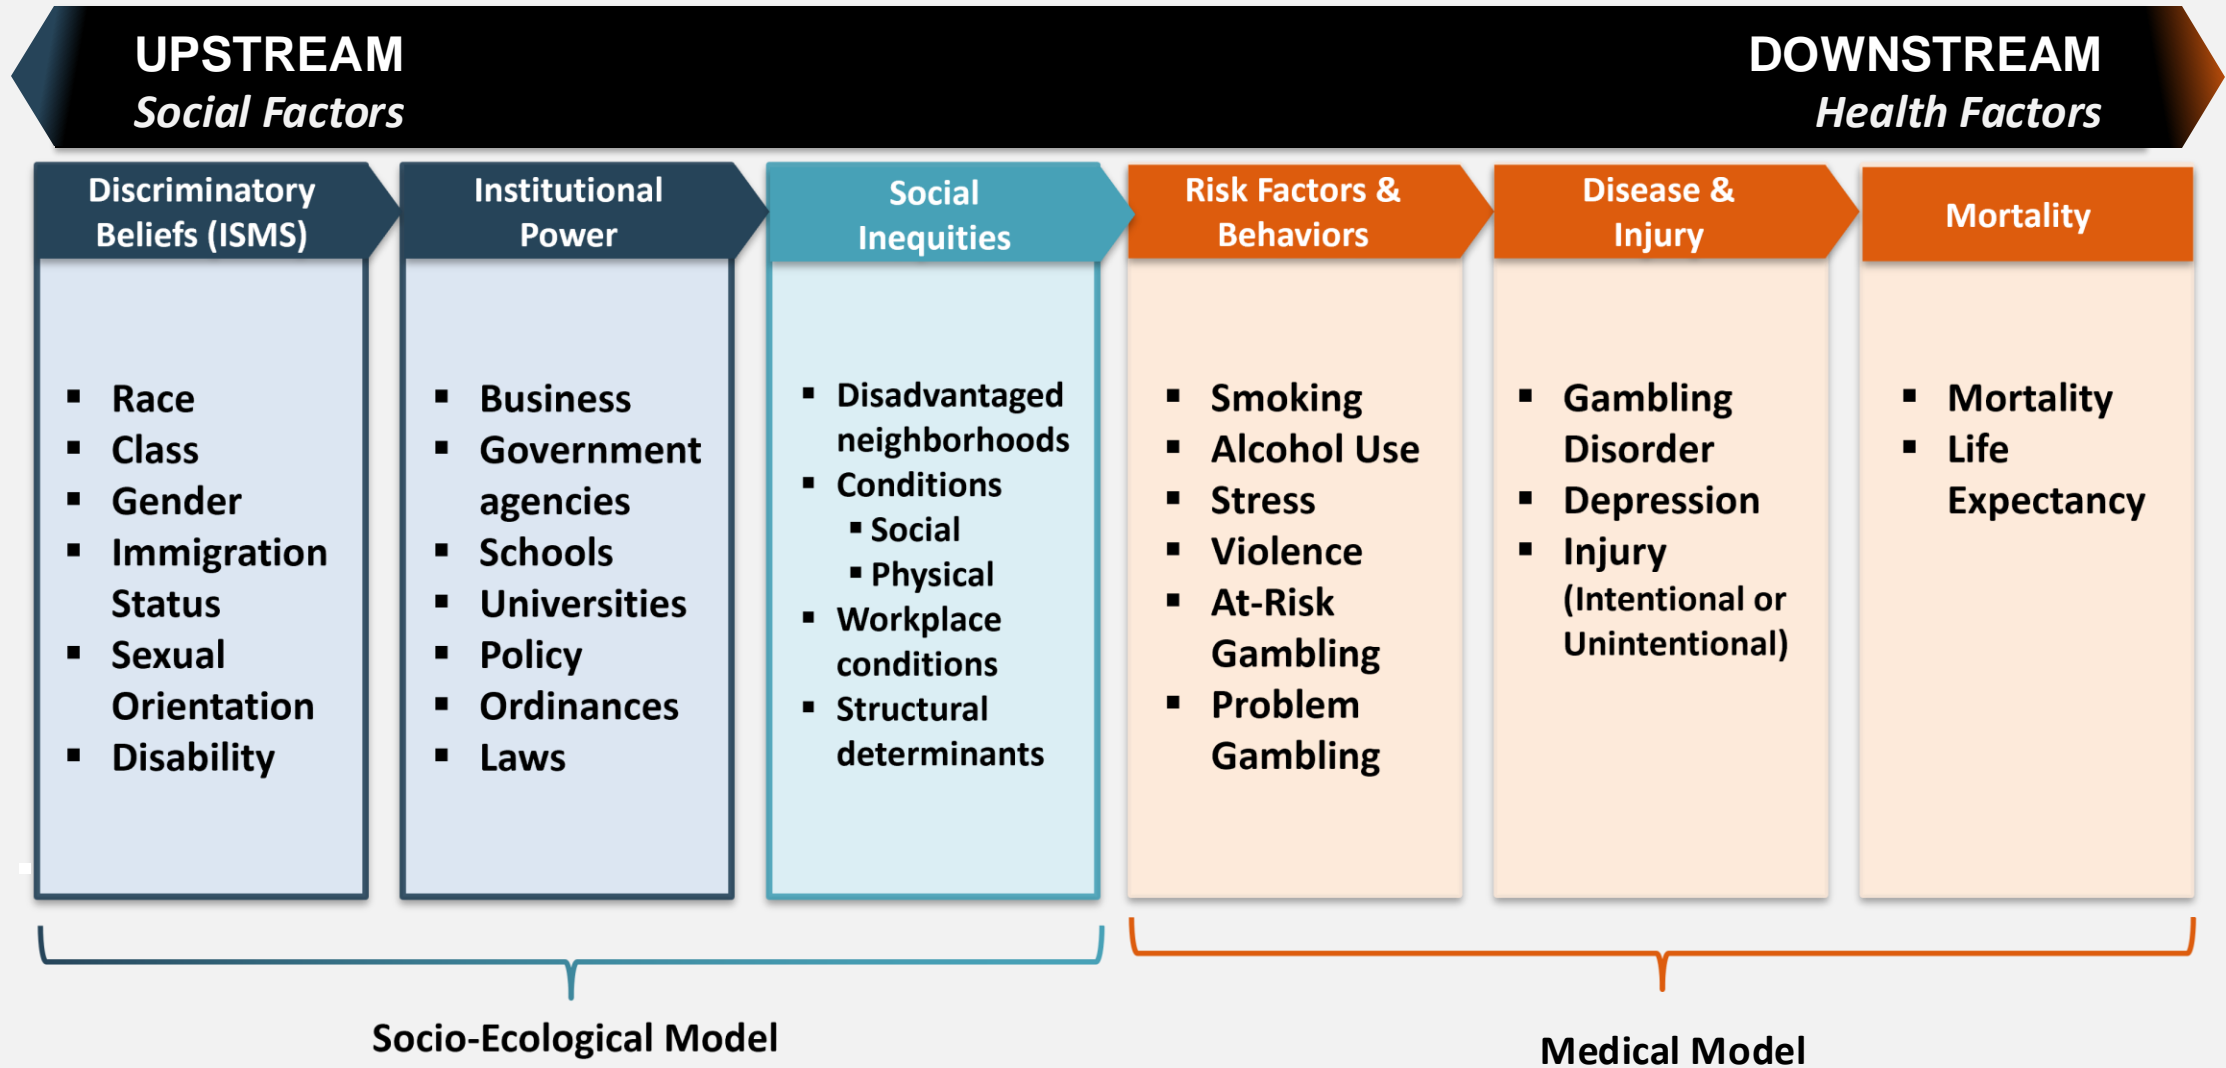 UPSTREAM
Social Factors
DOWNSTREAM
Health Factors
Discriminatory
Beliefs (ISMS)
▪ Race
▪ Class
▪ Gender
▪ Immigration
Status
▪ Sexual
Orientation
▪ Disability
Institutional
Power
▪ Business
▪ Government
agencies
▪ Schools
▪ Universities
▪ Policy
▪ Ordinances
▪ Laws
Social
Inequities
▪ Disadvantaged
neighborhoods
▪ Conditions
▪ Social
▪ Physical
▪ Workplace
conditions
▪ Structural
determinants
Risk Factors &
Behaviors
▪ Smoking
▪ Alcohol Use
▪ Stress
▪ Violence
▪ At-Risk
Gambling
▪ Problem
Gambling
Disease &
Injury
▪ Gambling
Disorder
▪ Depression
▪ Injury
(Intentional or
Unintentional)
Mortality
▪ Mortality
▪ Life
Expectancy
Socio-Ecological Model
Medical Model